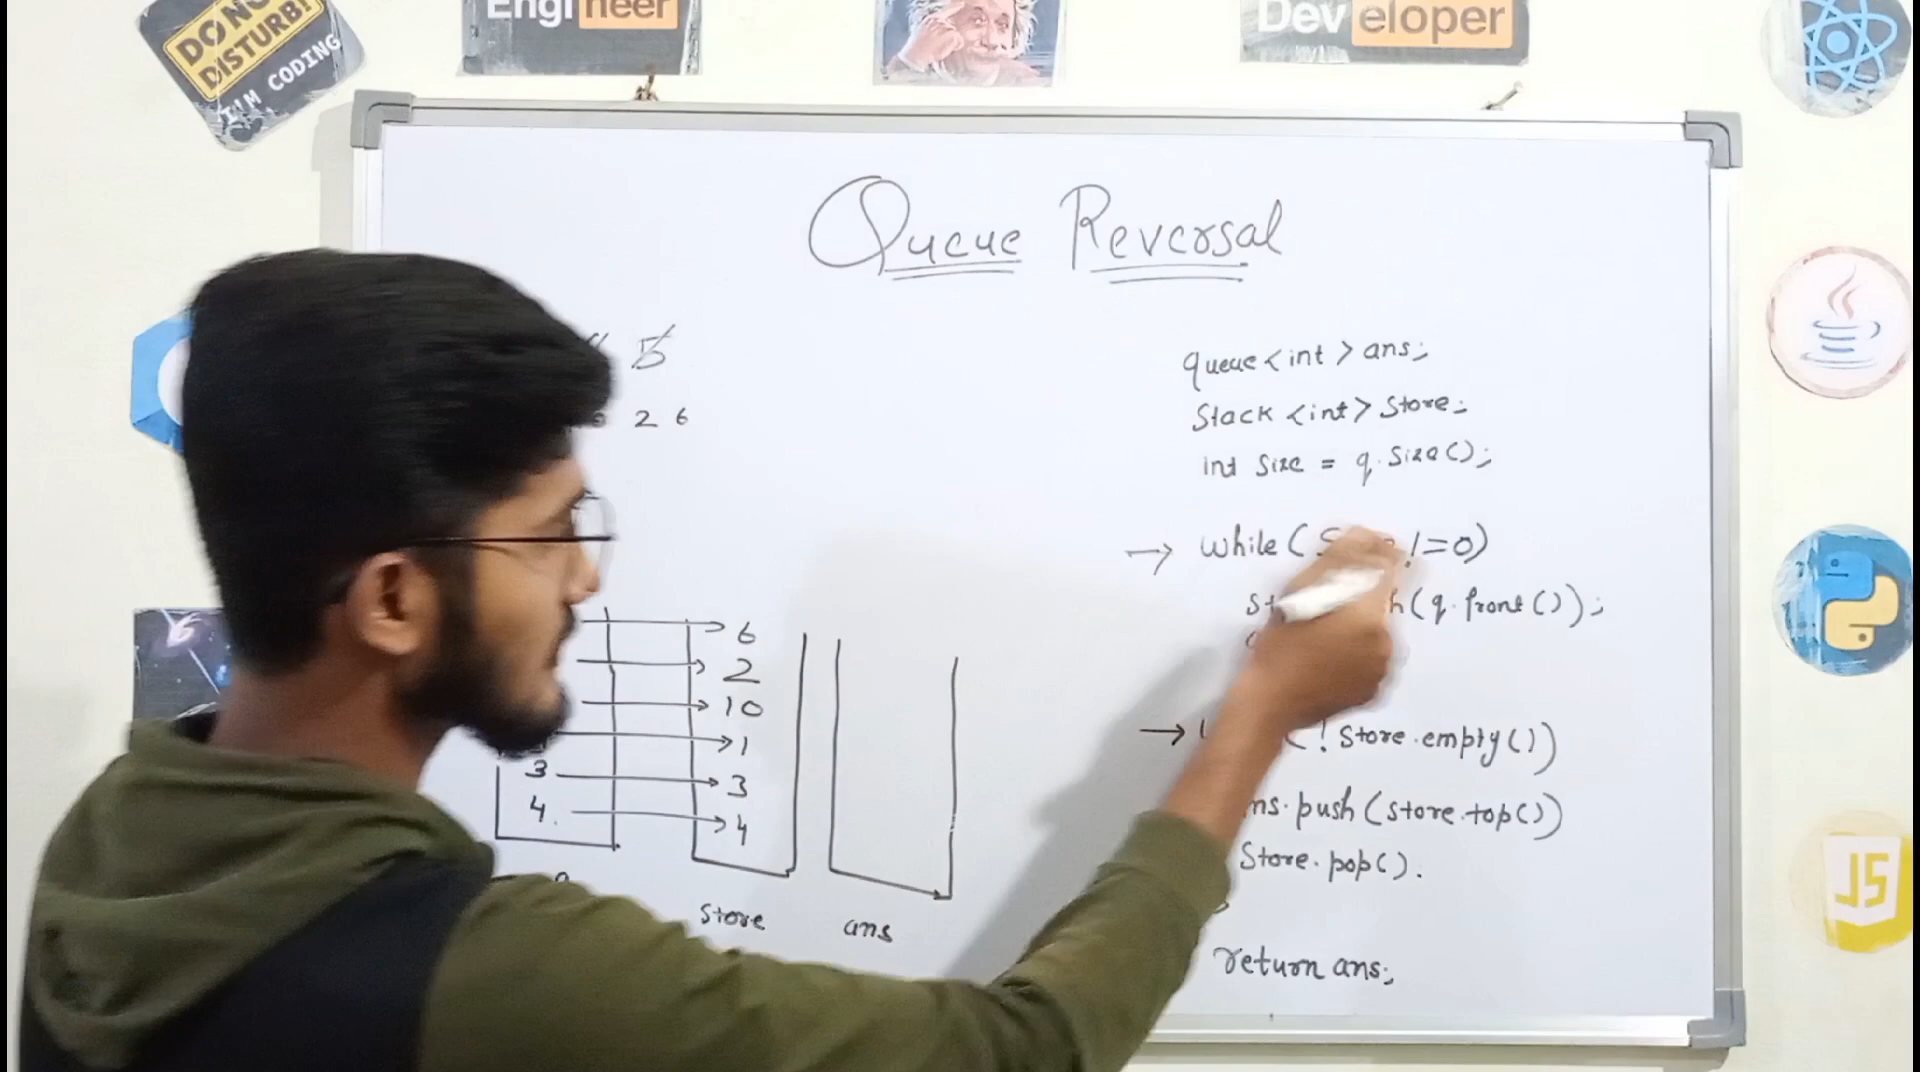 DO NOT
DISTURB!
I'M CODING
Engineer
Developer
Queue Reversal
5
2 6
queue<int> ans;
Stack <int> Store;
int Size = q.Size();
→ while ( != 0)
(q.front());
→ (!Store.empty())
ns.push(store.top())
Store.pop().
return ans;
→ 6
→ 2
→ 10
→ 1
3 → 3
4. → 4
Store
ans
JS